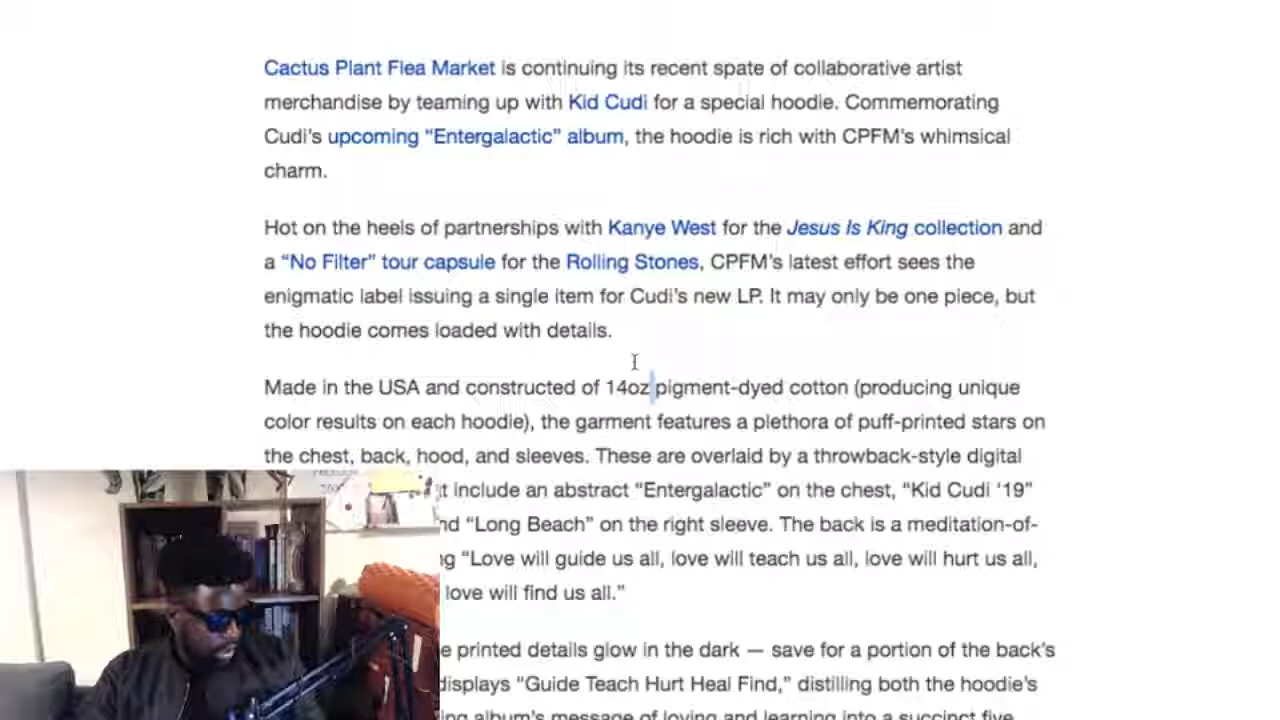 Cactus Plant Flea Market is continuing its recent spate of collaborative artist
merchandise by teaming up with Kid Cudi for a special hoodie. Commemorating
Cudi’s upcoming “Entergalactic” album, the hoodie is rich with CPFM’s whimsical
charm.
Hot on the heels of partnerships with Kanye West for the Jesus Is King collection and
a “No Filter” tour capsule for the Rolling Stones, CPFM’s latest effort sees the
enigmatic label issuing a single item for Cudi’s new LP. It may only be one piece, but
the hoodie comes loaded with details.
Made in the USA and constructed of 14oz pigment-dyed cotton (producing unique
color results on each hoodie), the garment features a plethora of puff-printed stars on
the chest, back, hood, and sleeves. These are overlaid by a throwback-style digital
include an abstract “Entergalactic” on the chest, “Kid Cudi ‘19”
“Long Beach” on the right sleeve. The back is a meditation-of-
“Love will guide us all, love will teach us all, love will hurt us all,
love will find us all.”
printed details glow in the dark — save for a portion of the back’s
displays “Guide Teach Hurt Heal Find,” distilling both the hoodie’s
album’s message of loving and learning into a succinct five